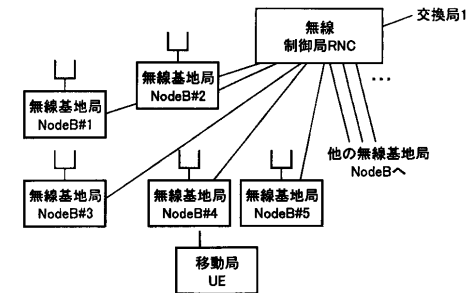 交換局1
無線
制御局RNC
無線基地局
NodeB#2
無線基地局
NodeB#1
…
他の無線基地局
NodeBへ
無線基地局
NodeB#3
無線基地局
NodeB#4
無線基地局
NodeB#5
移動局
UE